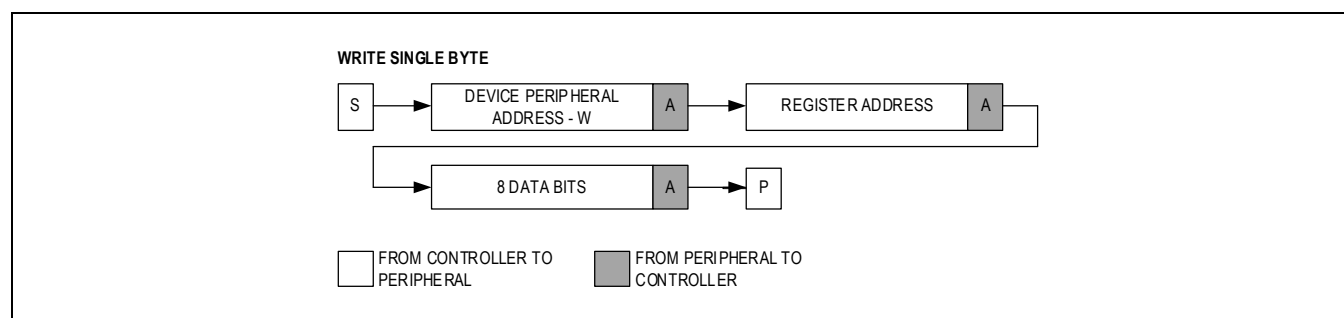 WRITE SINGLE BYTE
S
DEVICE PERIPHERAL
ADDRESS - W
A
REGISTER ADDRESS
A
8 DATA BITS
A
P
FROM CONTROLLER TO
PERIPHERAL
FROM PERIPHERAL TO
CONTROLLER